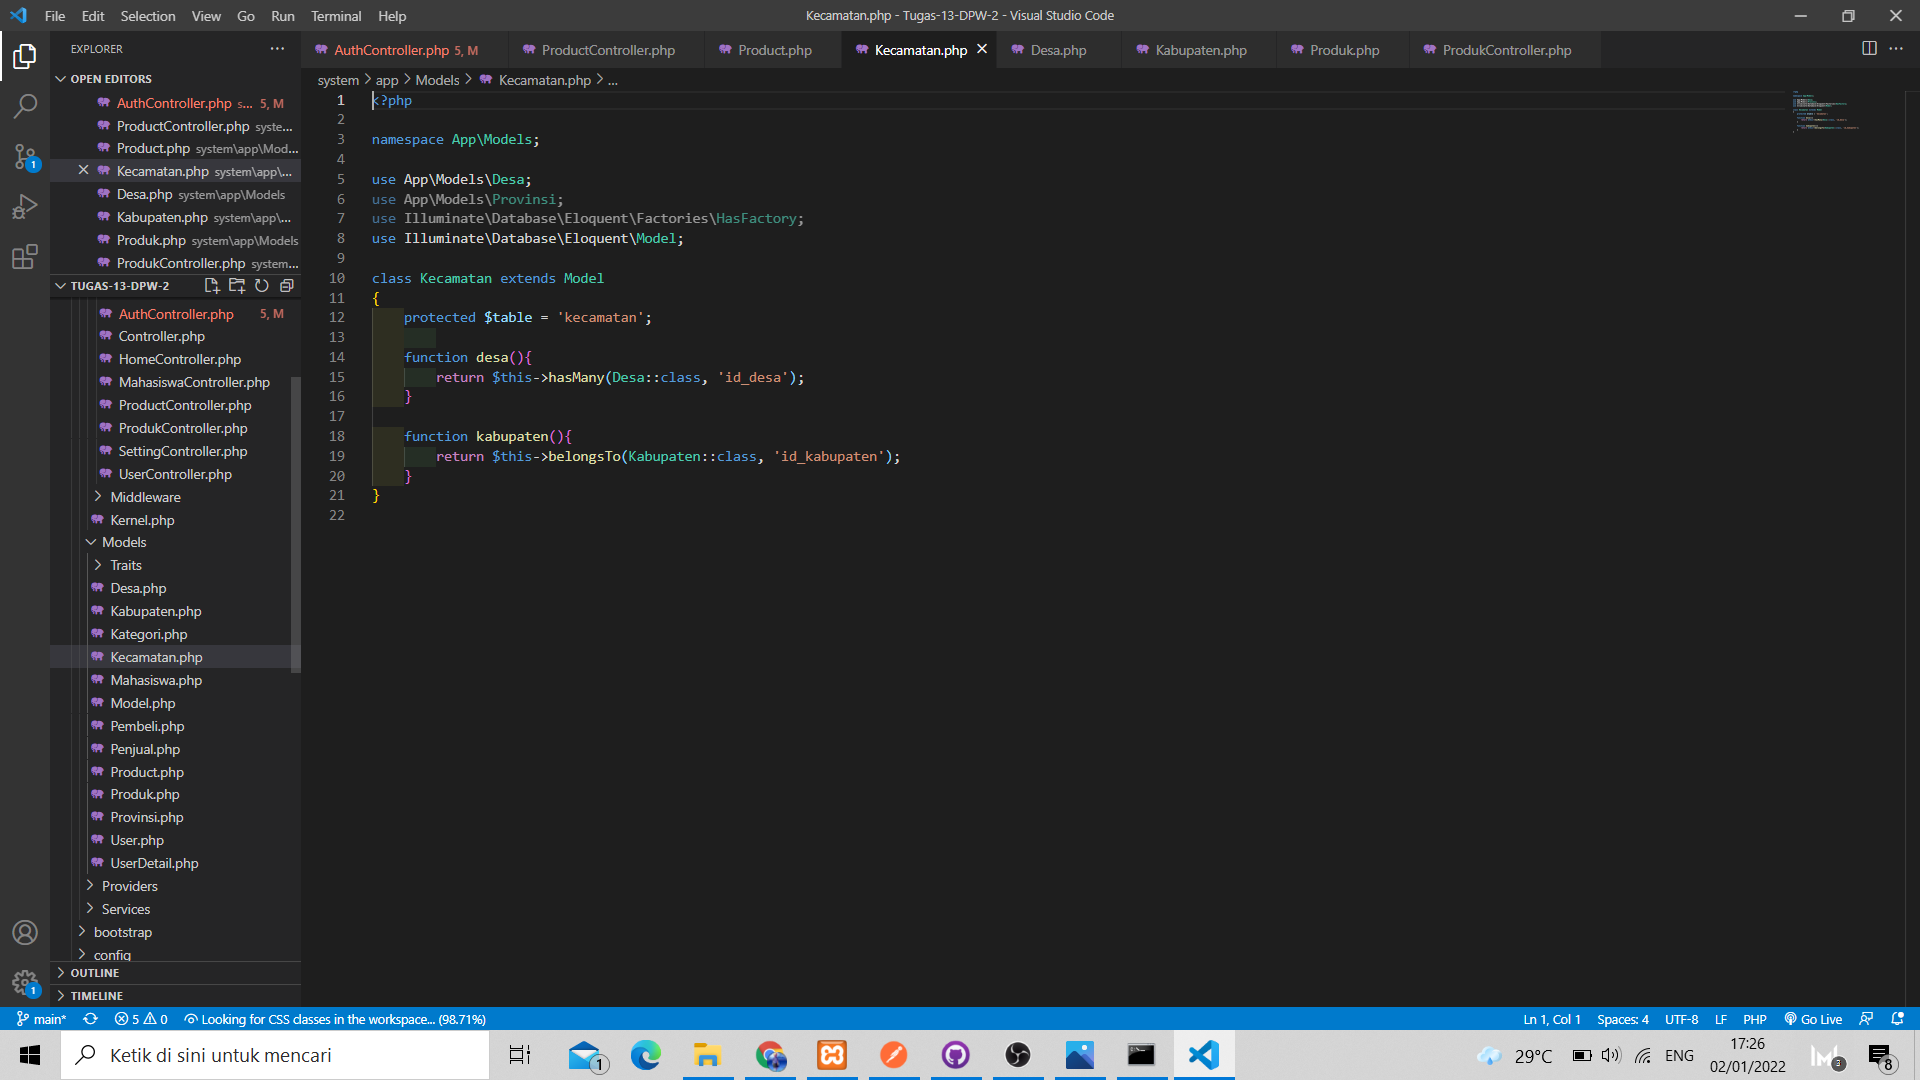 File Edit Selection View Go Run Terminal Help
Kecamatan.php - Tugas-13-DPW-2 - Visual Studio Code
EXPLORER
OPEN EDITORS
AuthController.php s... 5, M
ProductController.php syste...
Product.php system\app\Mod...
Kecamatan.php system\app\...
Desa.php system\app\Models
Kabupaten.php system\app\...
Produk.php system\app\Models
ProdukController.php system...
TUGAS-13-DPW-2
AuthController.php 5, M
Controller.php
HomeController.php
MahasiswaController.php
ProductController.php
ProdukController.php
SettingController.php
UserController.php
Middleware
Kernel.php
Models
Traits
Desa.php
Kabupaten.php
Kategori.php
Kecamatan.php
Mahasiswa.php
Model.php
Pembeli.php
Penjual.php
Product.php
Produk.php
Provinsi.php
User.php
UserDetail.php
Providers
Services
bootstrap
config
OUTLINE
TIMELINE
AuthController.php 5, M ProductController.php Product.php Kecamatan.php Desa.php Kabupaten.php Produk.php ProdukController.php
system > app > Models > Kecamatan.php > ...
1 <?php
2
3 namespace App\Models;
4
5 use App\Models\Desa;
6 use App\Models\Provinsi;
7 use Illuminate\Database\Eloquent\Factories\HasFactory;
8 use Illuminate\Database\Eloquent\Model;
9
10 class Kecamatan extends Model
11 {
12 protected $table = 'kecamatan';
13
14 function desa(){
15 return $this->hasMany(Desa::class, 'id_desa');
16 }
17
18 function kabupaten(){
19 return $this->belongsTo(Kabupaten::class, 'id_kabupaten');
20 }
21 }
22
1
1
main* 5 0 Looking for CSS classes in the workspace... (98.71%)
Ln 1, Col 1 Spaces: 4 UTF-8 LF PHP Go Live
Ketik di sini untuk mencari
1
29°C ENG
17:26
02/01/2022
3
8